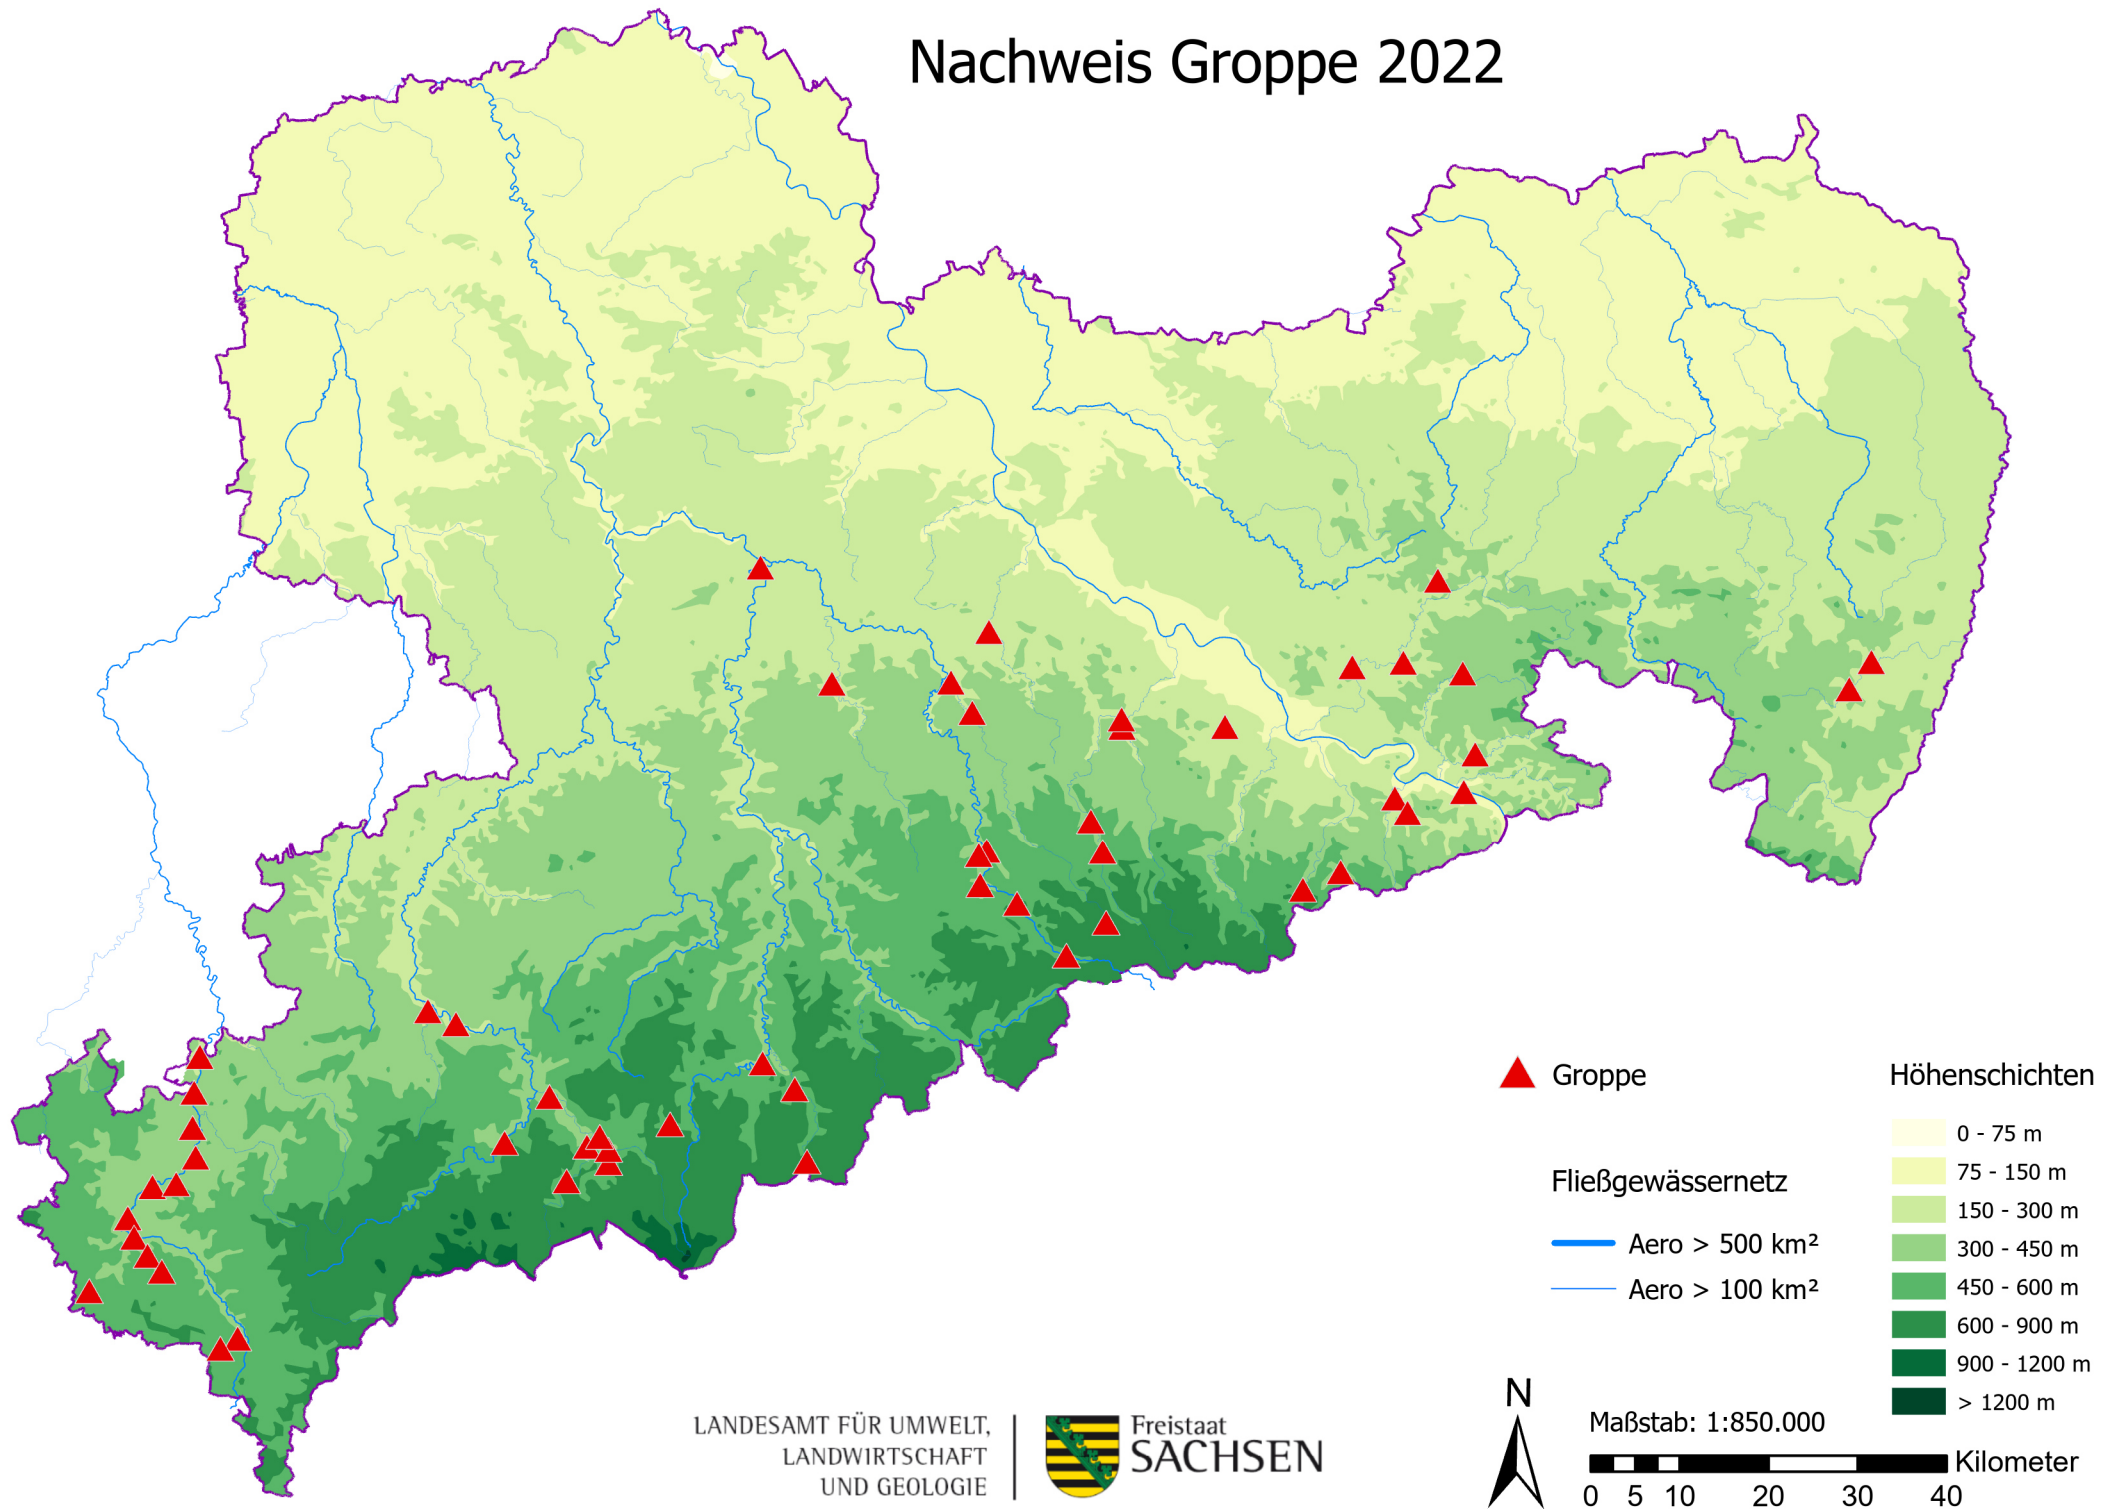 Nachweis Groppe 2022
Groppe
Fließgewässernetz
Aero > 500 km²
Aero > 100 km²
Höhenschichten
0 - 75 m
75 - 150 m
150 - 300 m
300 - 450 m
450 - 600 m
600 - 900 m
900 - 1200 m
> 1200 m
LANDESAMT FÜR UMWELT,
LANDWIRTSCHAFT
UND GEOLOGIE
Freistaat
SACHSEN
N
Maßstab: 1:850.000
Kilometer
0 5 10 20 30 40